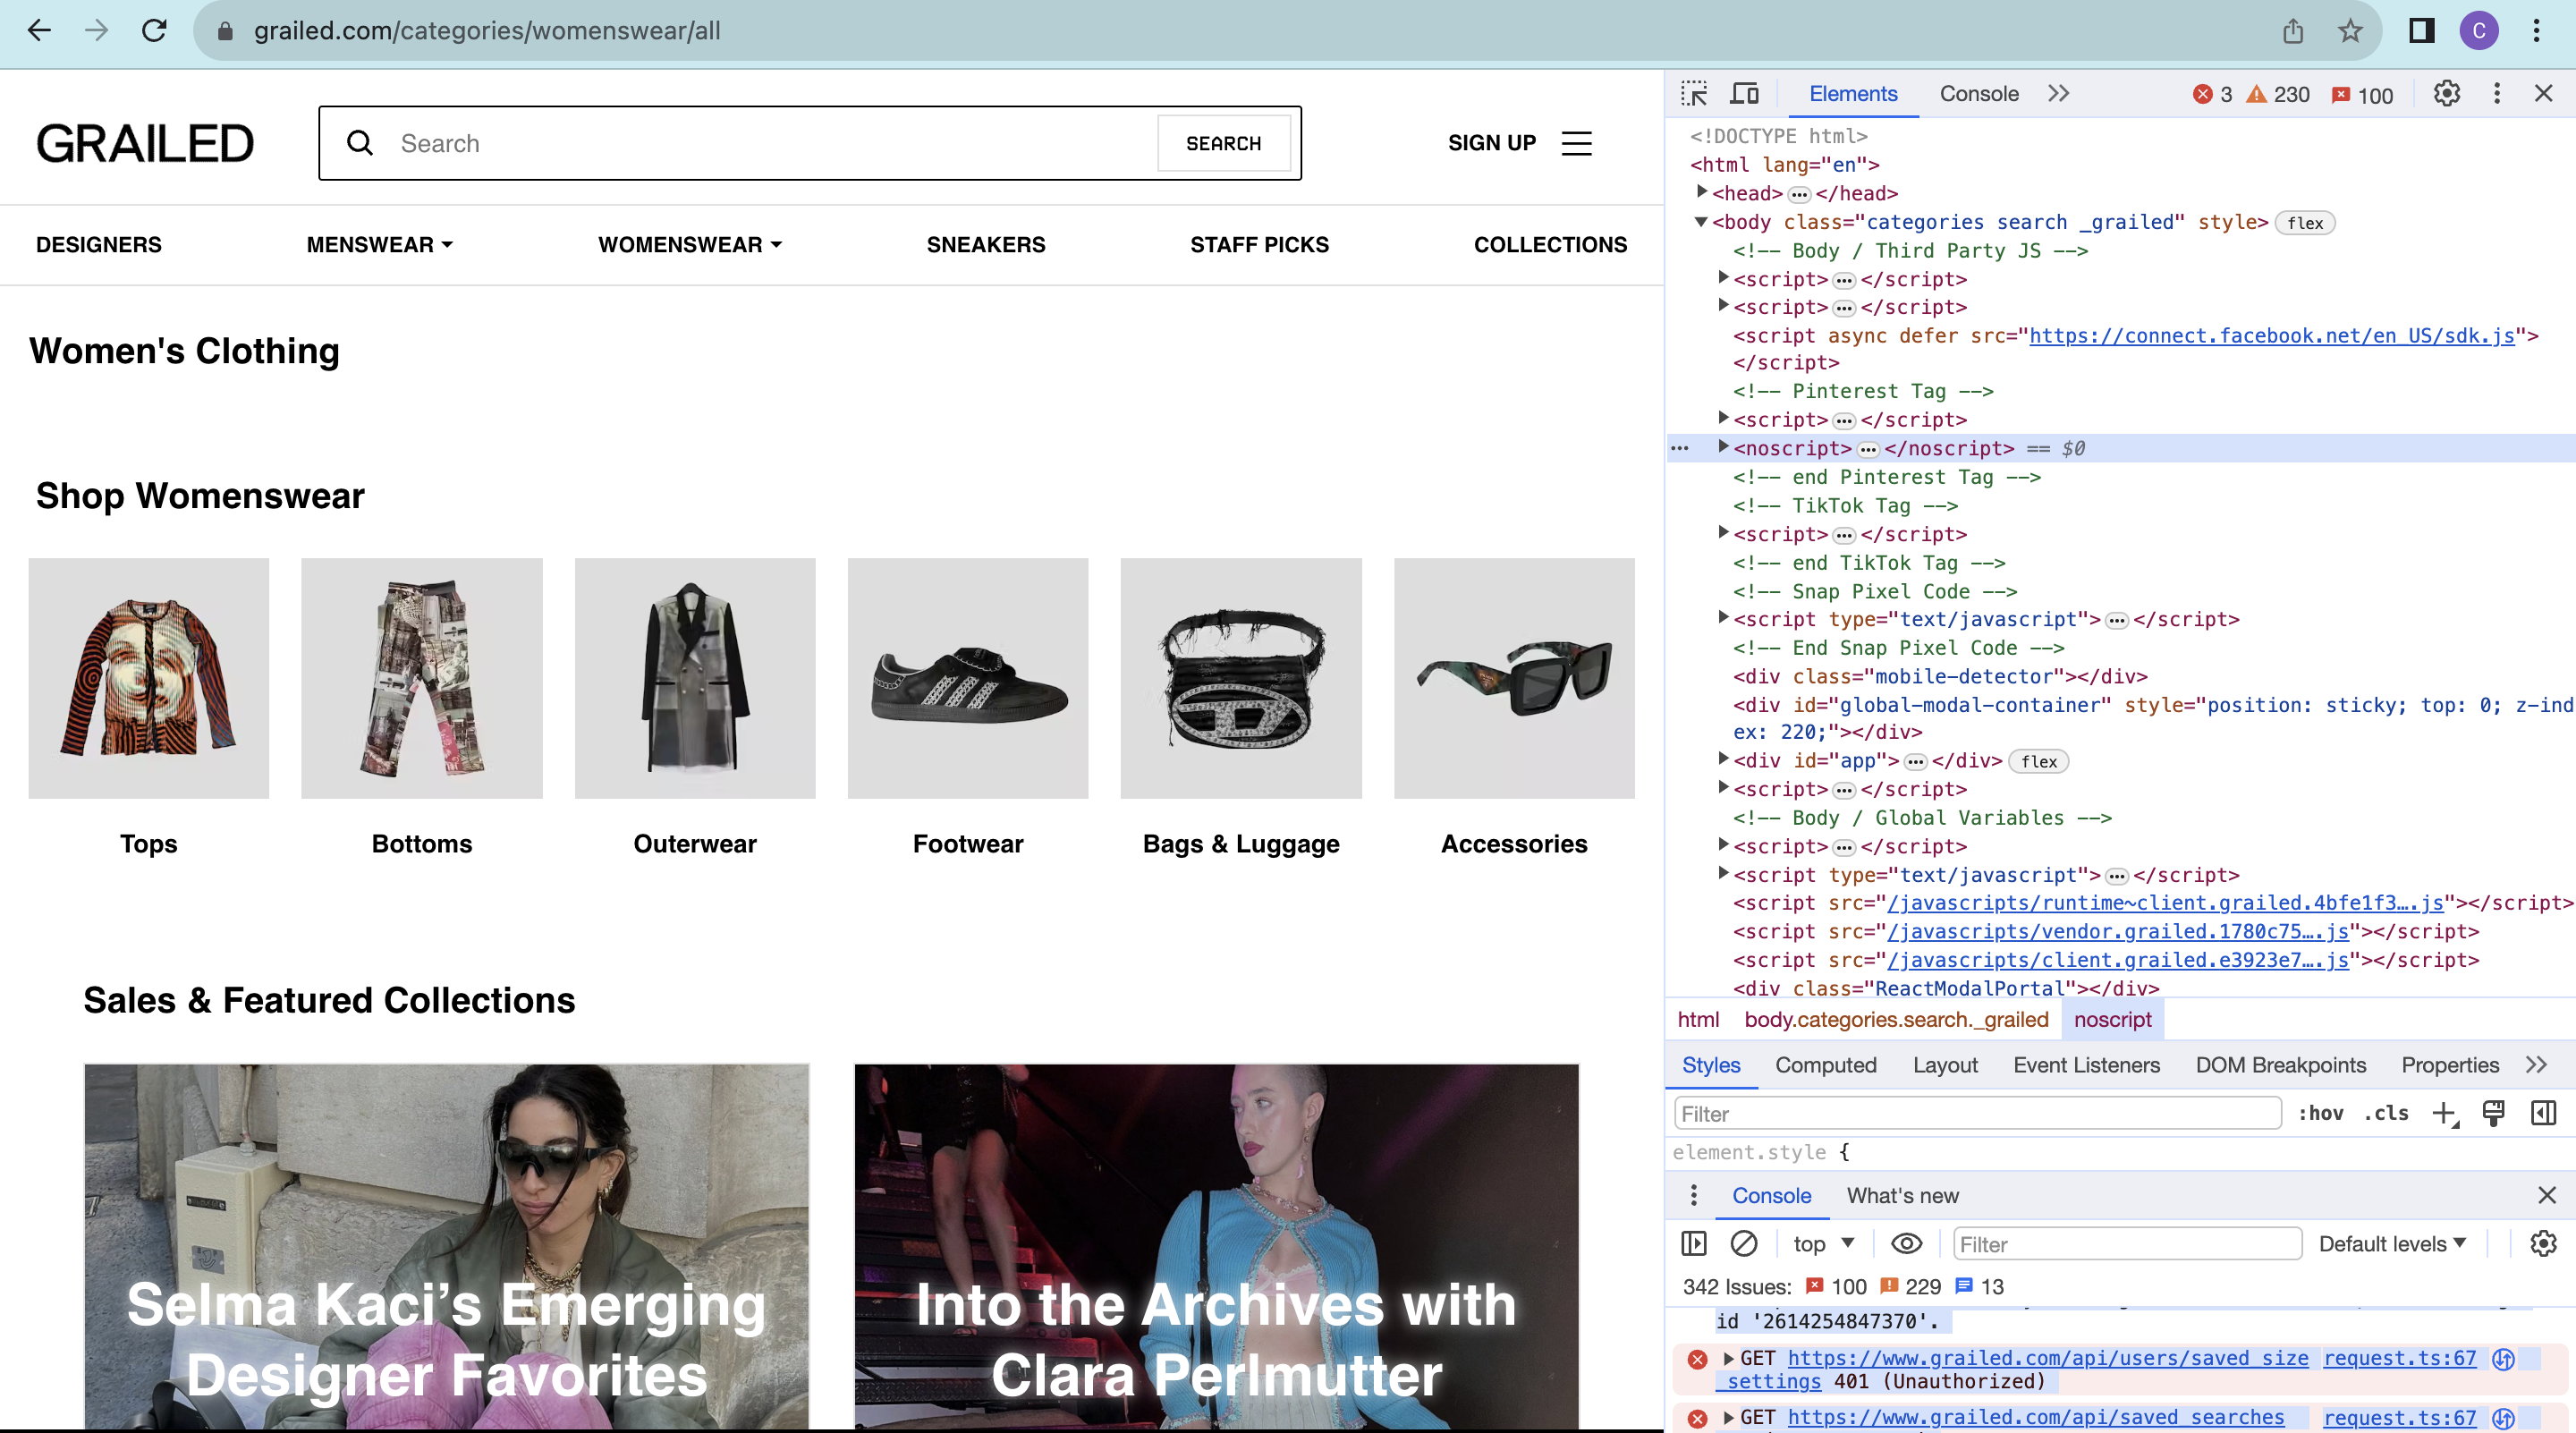 grailed.com/categories/womenswear/all
C
GRAILED
Search
SEARCH
SIGN UP
DESIGNERS
MENSWEAR
WOMENSWEAR
SNEAKERS
STAFF PICKS
COLLECTIONS
Women's Clothing
Shop Womenswear
Tops
Bottoms
Outerwear
Footwear
Bags & Luggage
Accessories
Sales & Featured Collections
Selma Kaci’s Emerging
Designer Favorites
Into the Archives with
Clara Perlmutter
Elements
Console
3
230
100
<!DOCTYPE html>
<html lang="en">
<head>…</head>
<body class="categories search _grailed" style> flex
<!-- Body / Third Party JS -->
<script>…</script>
<script>…</script>
<script async defer src="https://connect.facebook.net/en_US/sdk.js">
</script>
<!-- Pinterest Tag -->
<script>…</script>
… <noscript>…</noscript> == $0
<!-- end Pinterest Tag -->
<!-- TikTok Tag -->
<script>…</script>
<!-- end TikTok Tag -->
<!-- Snap Pixel Code -->
<script type="text/javascript">…</script>
<!-- End Snap Pixel Code -->
<div class="mobile-detector"></div>
<div id="global-modal-container" style="position: sticky; top: 0; z-ind
ex: 220;"></div>
<div id="app">…</div> flex
<script>…</script>
<!-- Body / Global Variables -->
<script>…</script>
<script type="text/javascript">…</script>
<script src="/javascripts/runtime~client.grailed.4bfe1f3….js"></script>
<script src="/javascripts/vendor.grailed.1780c75….js"></script>
<script src="/javascripts/client.grailed.e3923e7….js"></script>
<div class="ReactModalPortal"></div>
html body.categories.search._grailed noscript
Styles Computed Layout Event Listeners DOM Breakpoints Properties
Filter
:hov .cls
element.style {
Console What's new
top
Filter
Default levels
342 Issues: 100 229 13
id '2614254847370'.
GET https://www.grailed.com/api/users/saved_size request.ts:67
_settings 401 (Unauthorized)
GET https://www.grailed.com/api/saved_searches request.ts:67